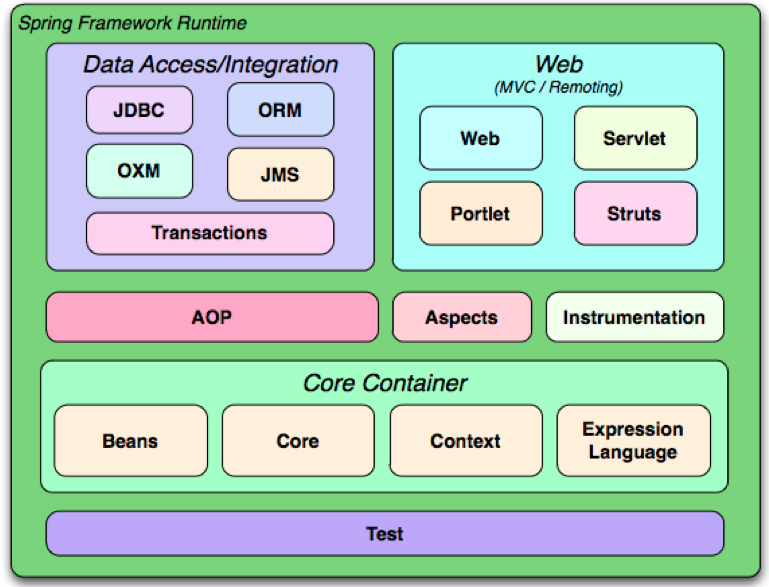 Spring Framework Runtime
Data Access/Integration
JDBC
ORM
OXM
JMS
Transactions
Web
(MVC / Remoting)
Web
Servlet
Portlet
Struts
AOP
Aspects
Instrumentation
Core Container
Beans
Core
Context
Expression
Language
Test